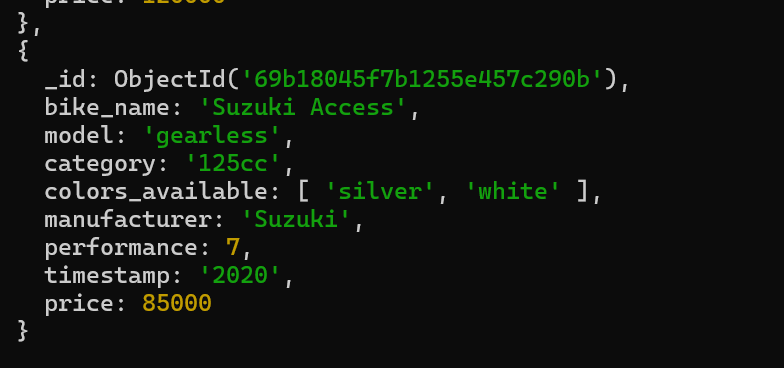 },
{
  _id: ObjectId('69b18045f7b1255e457c290b'),
  bike_name: 'Suzuki Access',
  model: 'gearless',
  category: '125cc',
  colors_available: [ 'silver', 'white' ],
  manufacturer: 'Suzuki',
  performance: 7,
  timestamp: '2020',
  price: 85000
}